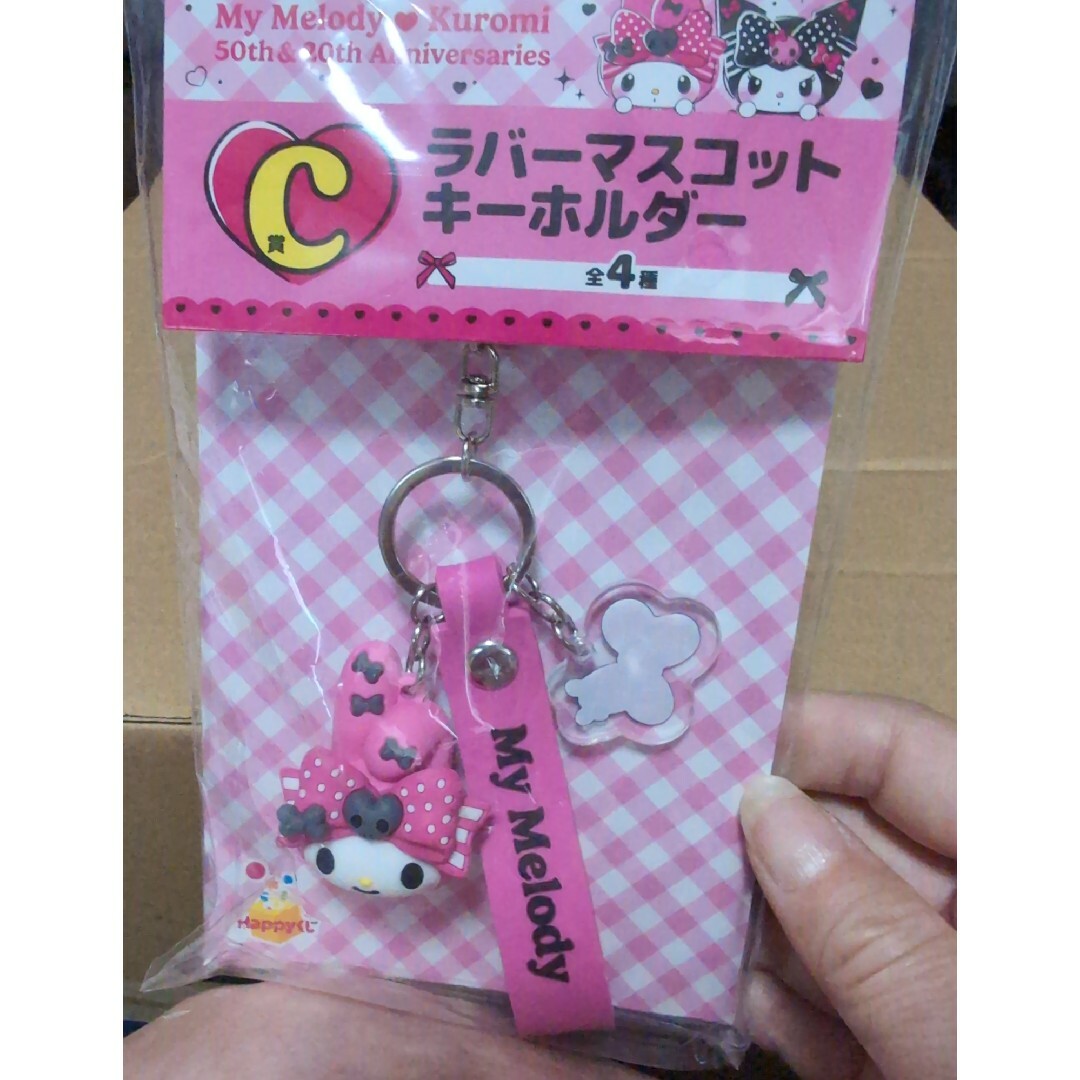 My Melody ♥ Kuromi
50th & 20th Anniversaries
C賞
ラバーマスコット
キーホルダー
全4種
My Melody
Happyくじ